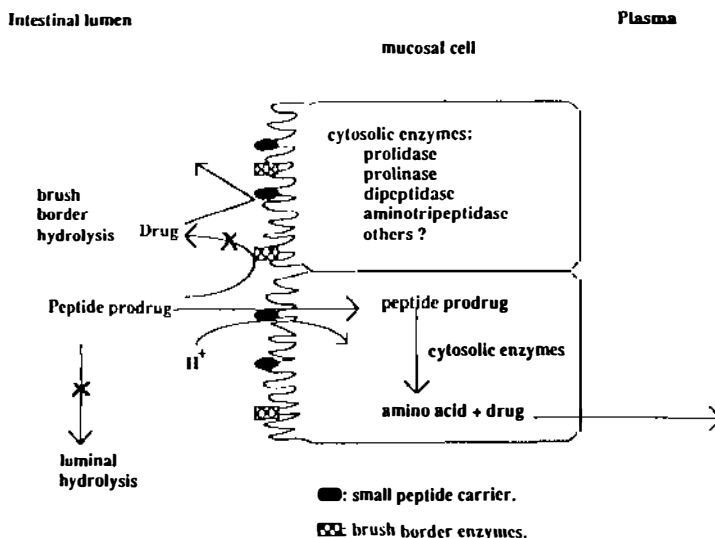 Intestinal lumen
Plasma
mucosal cell
cytosolic enzymes:
prolidase
prolinase
dipeptidase
aminotripeptidase
others ?
brush
border
hydrolysis
Drug
Peptide prodrug
H+
peptide prodrug
cytosolic enzymes
amino acid + drug
luminal
hydrolysis
: small peptide carrier.
: brush border enzymes.